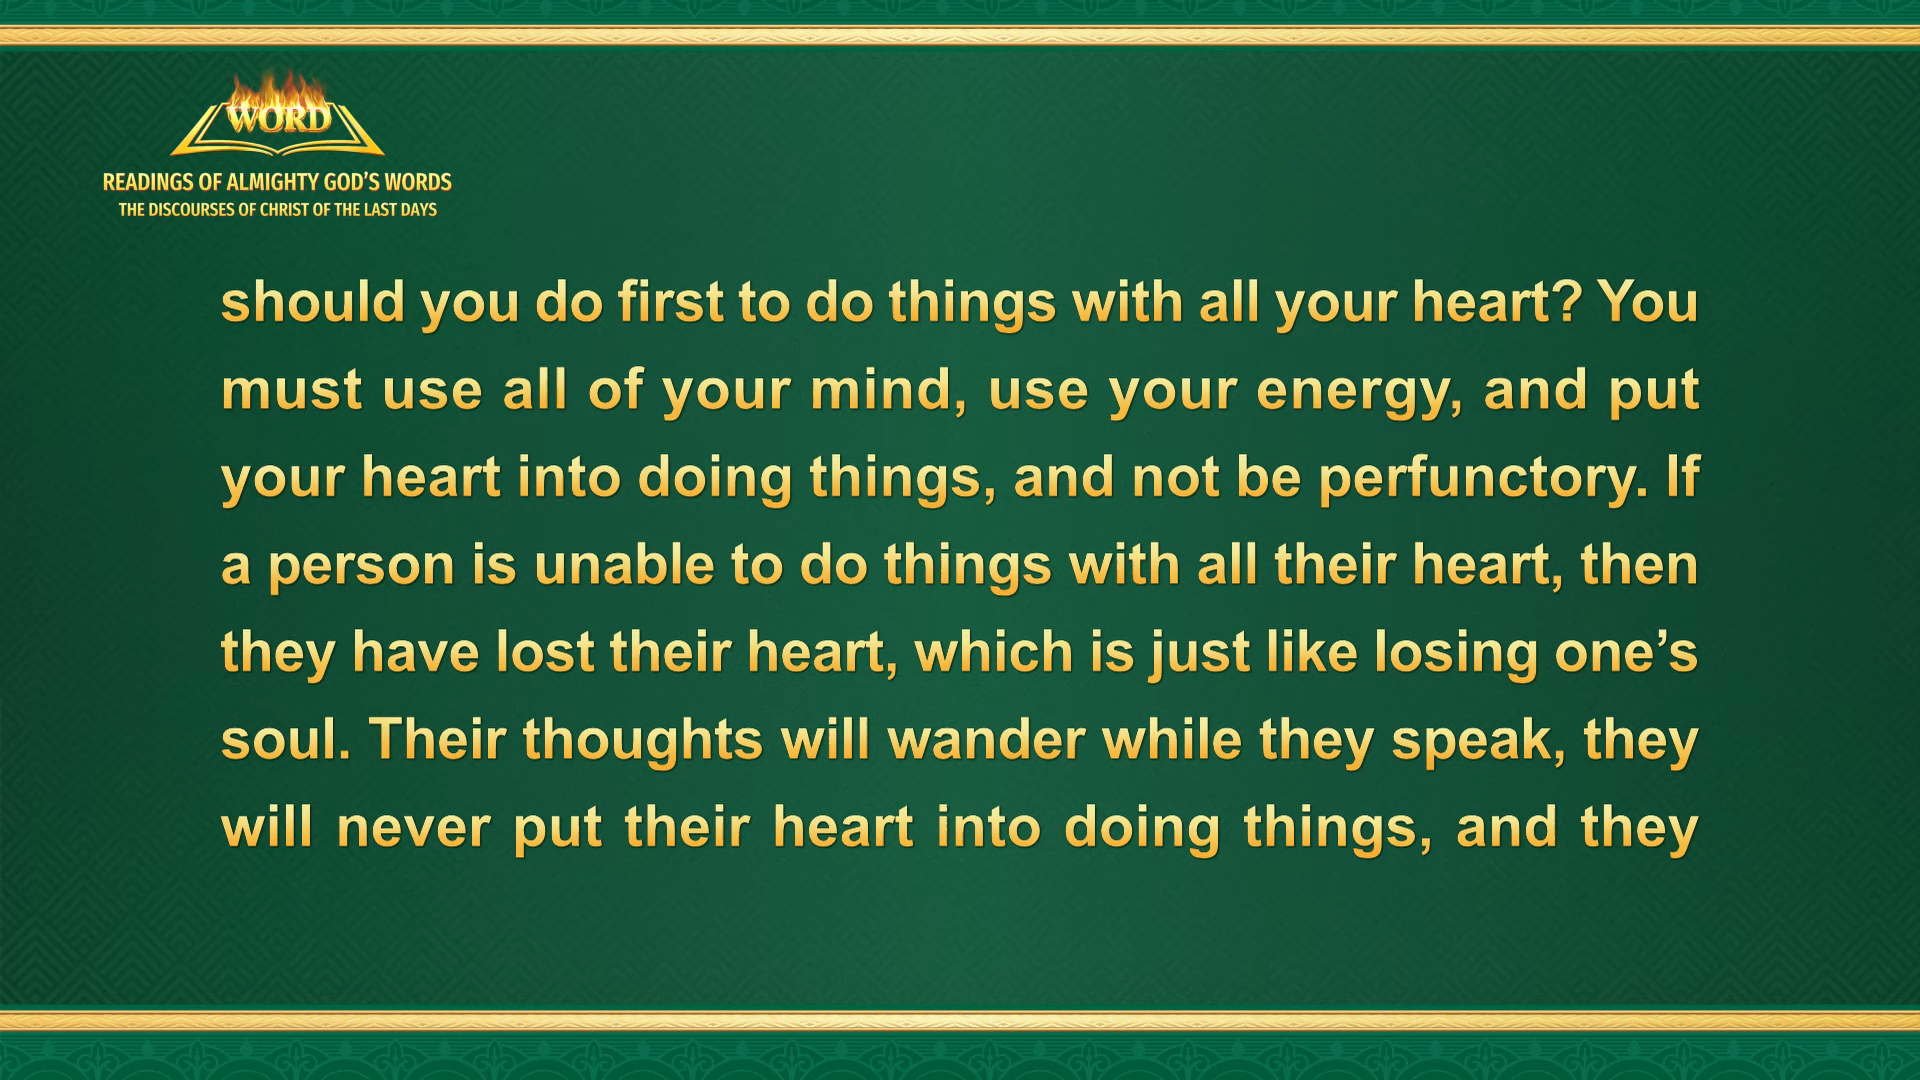 WORD
READINGS OF ALMIGHTY GOD’S WORDS
THE DISCOURSES OF CHRIST OF THE LAST DAYS
should you do first to do things with all your heart? You
must use all of your mind, use your energy, and put
your heart into doing things, and not be perfunctory. If
a person is unable to do things with all their heart, then
they have lost their heart, which is just like losing one’s
soul. Their thoughts will wander while they speak, they
will never put their heart into doing things, and they